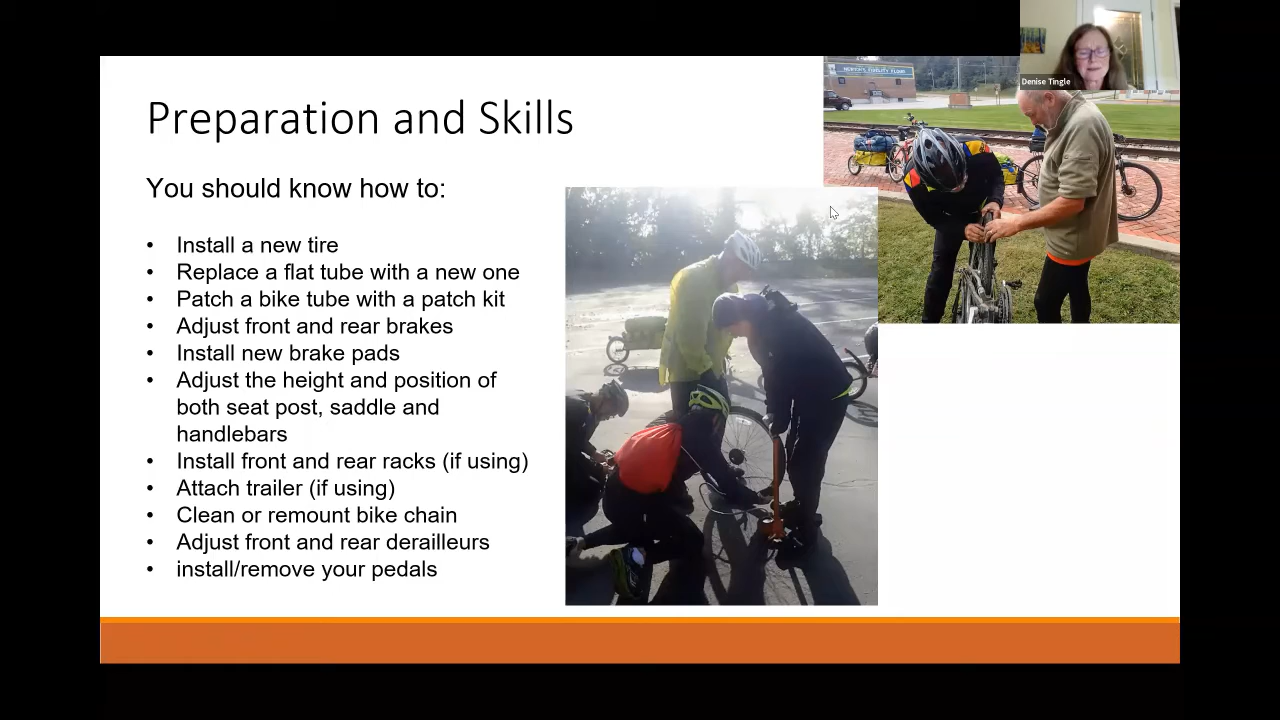 Denise Tingle
Preparation and Skills
You should know how to:
• Install a new tire
• Replace a flat tube with a new one
• Patch a bike tube with a patch kit
• Adjust front and rear brakes
• Install new brake pads
• Adjust the height and position of
both seat post, saddle and
handlebars
• Install front and rear racks (if using)
• Attach trailer (if using)
• Clean or remount bike chain
• Adjust front and rear derailleurs
• install/remove your pedals